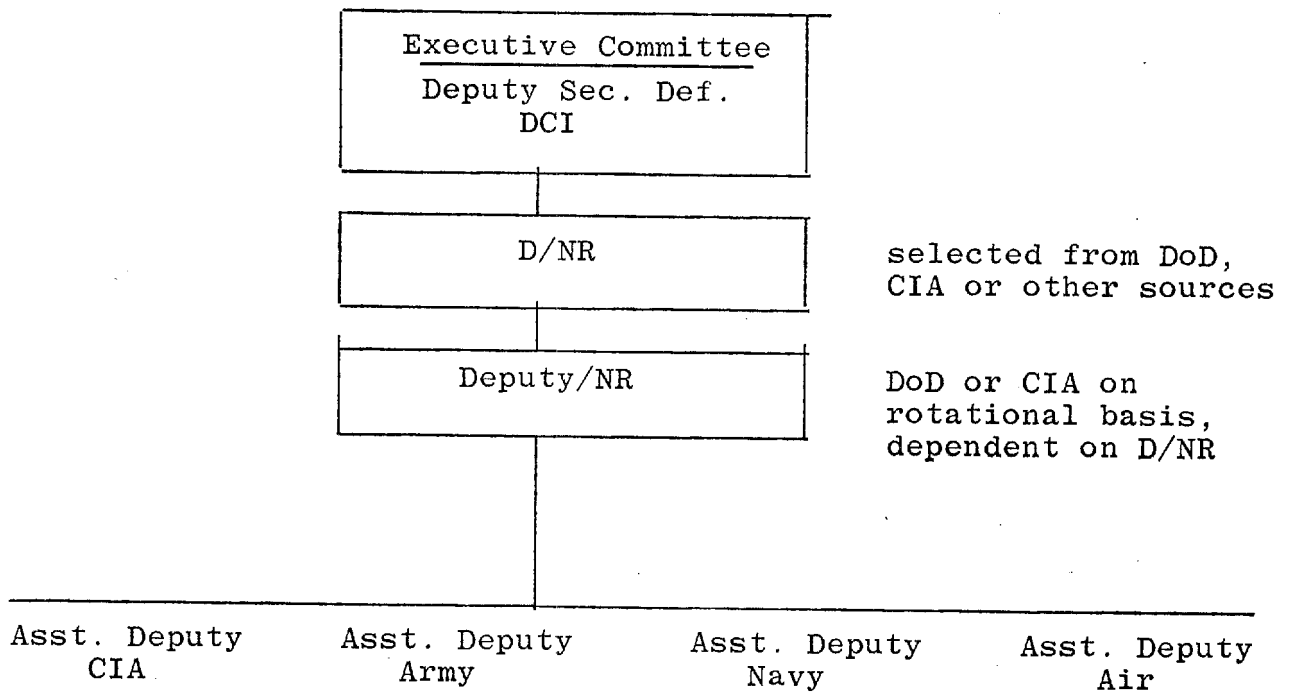 Executive Committee
Deputy Sec. Def.
DCI
D/NR
selected from DoD,
CIA or other sources
Deputy/NR
DoD or CIA on
rotational basis,
dependent on D/NR
Asst. Deputy
CIA
Asst. Deputy
Army
Asst. Deputy
Navy
Asst. Deputy
Air